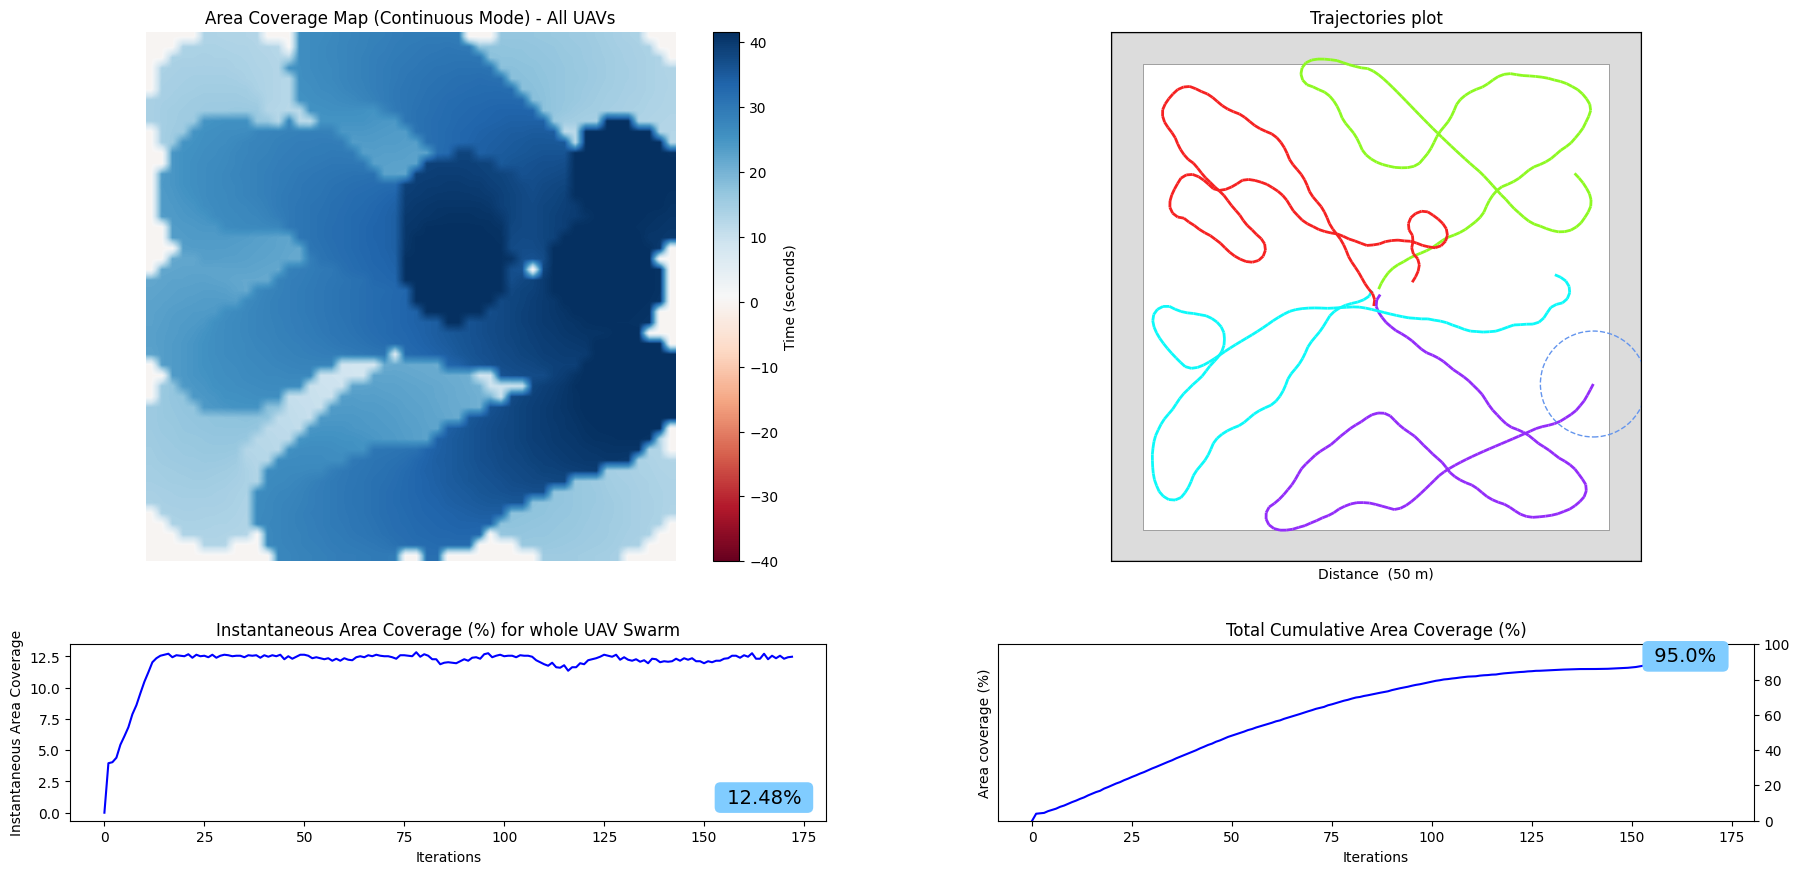 Area Coverage Map (Continuous Mode) - All UAVs
40
30
20
10
0
−10
−20
−30
−40
Time (seconds)
Trajectories plot
Distance  (50 m)
Instantaneous Area Coverage (%) for whole UAV Swarm
Instantaneous Area Coverage
12.5
10.0
7.5
5.0
2.5
0.0
12.48%
0 25 50 75 100 125 150 175
Iterations
Total Cumulative Area Coverage (%)
Area coverage (%)
95.0%
100
80
60
40
20
0
0 25 50 75 100 125 150 175
Iterations